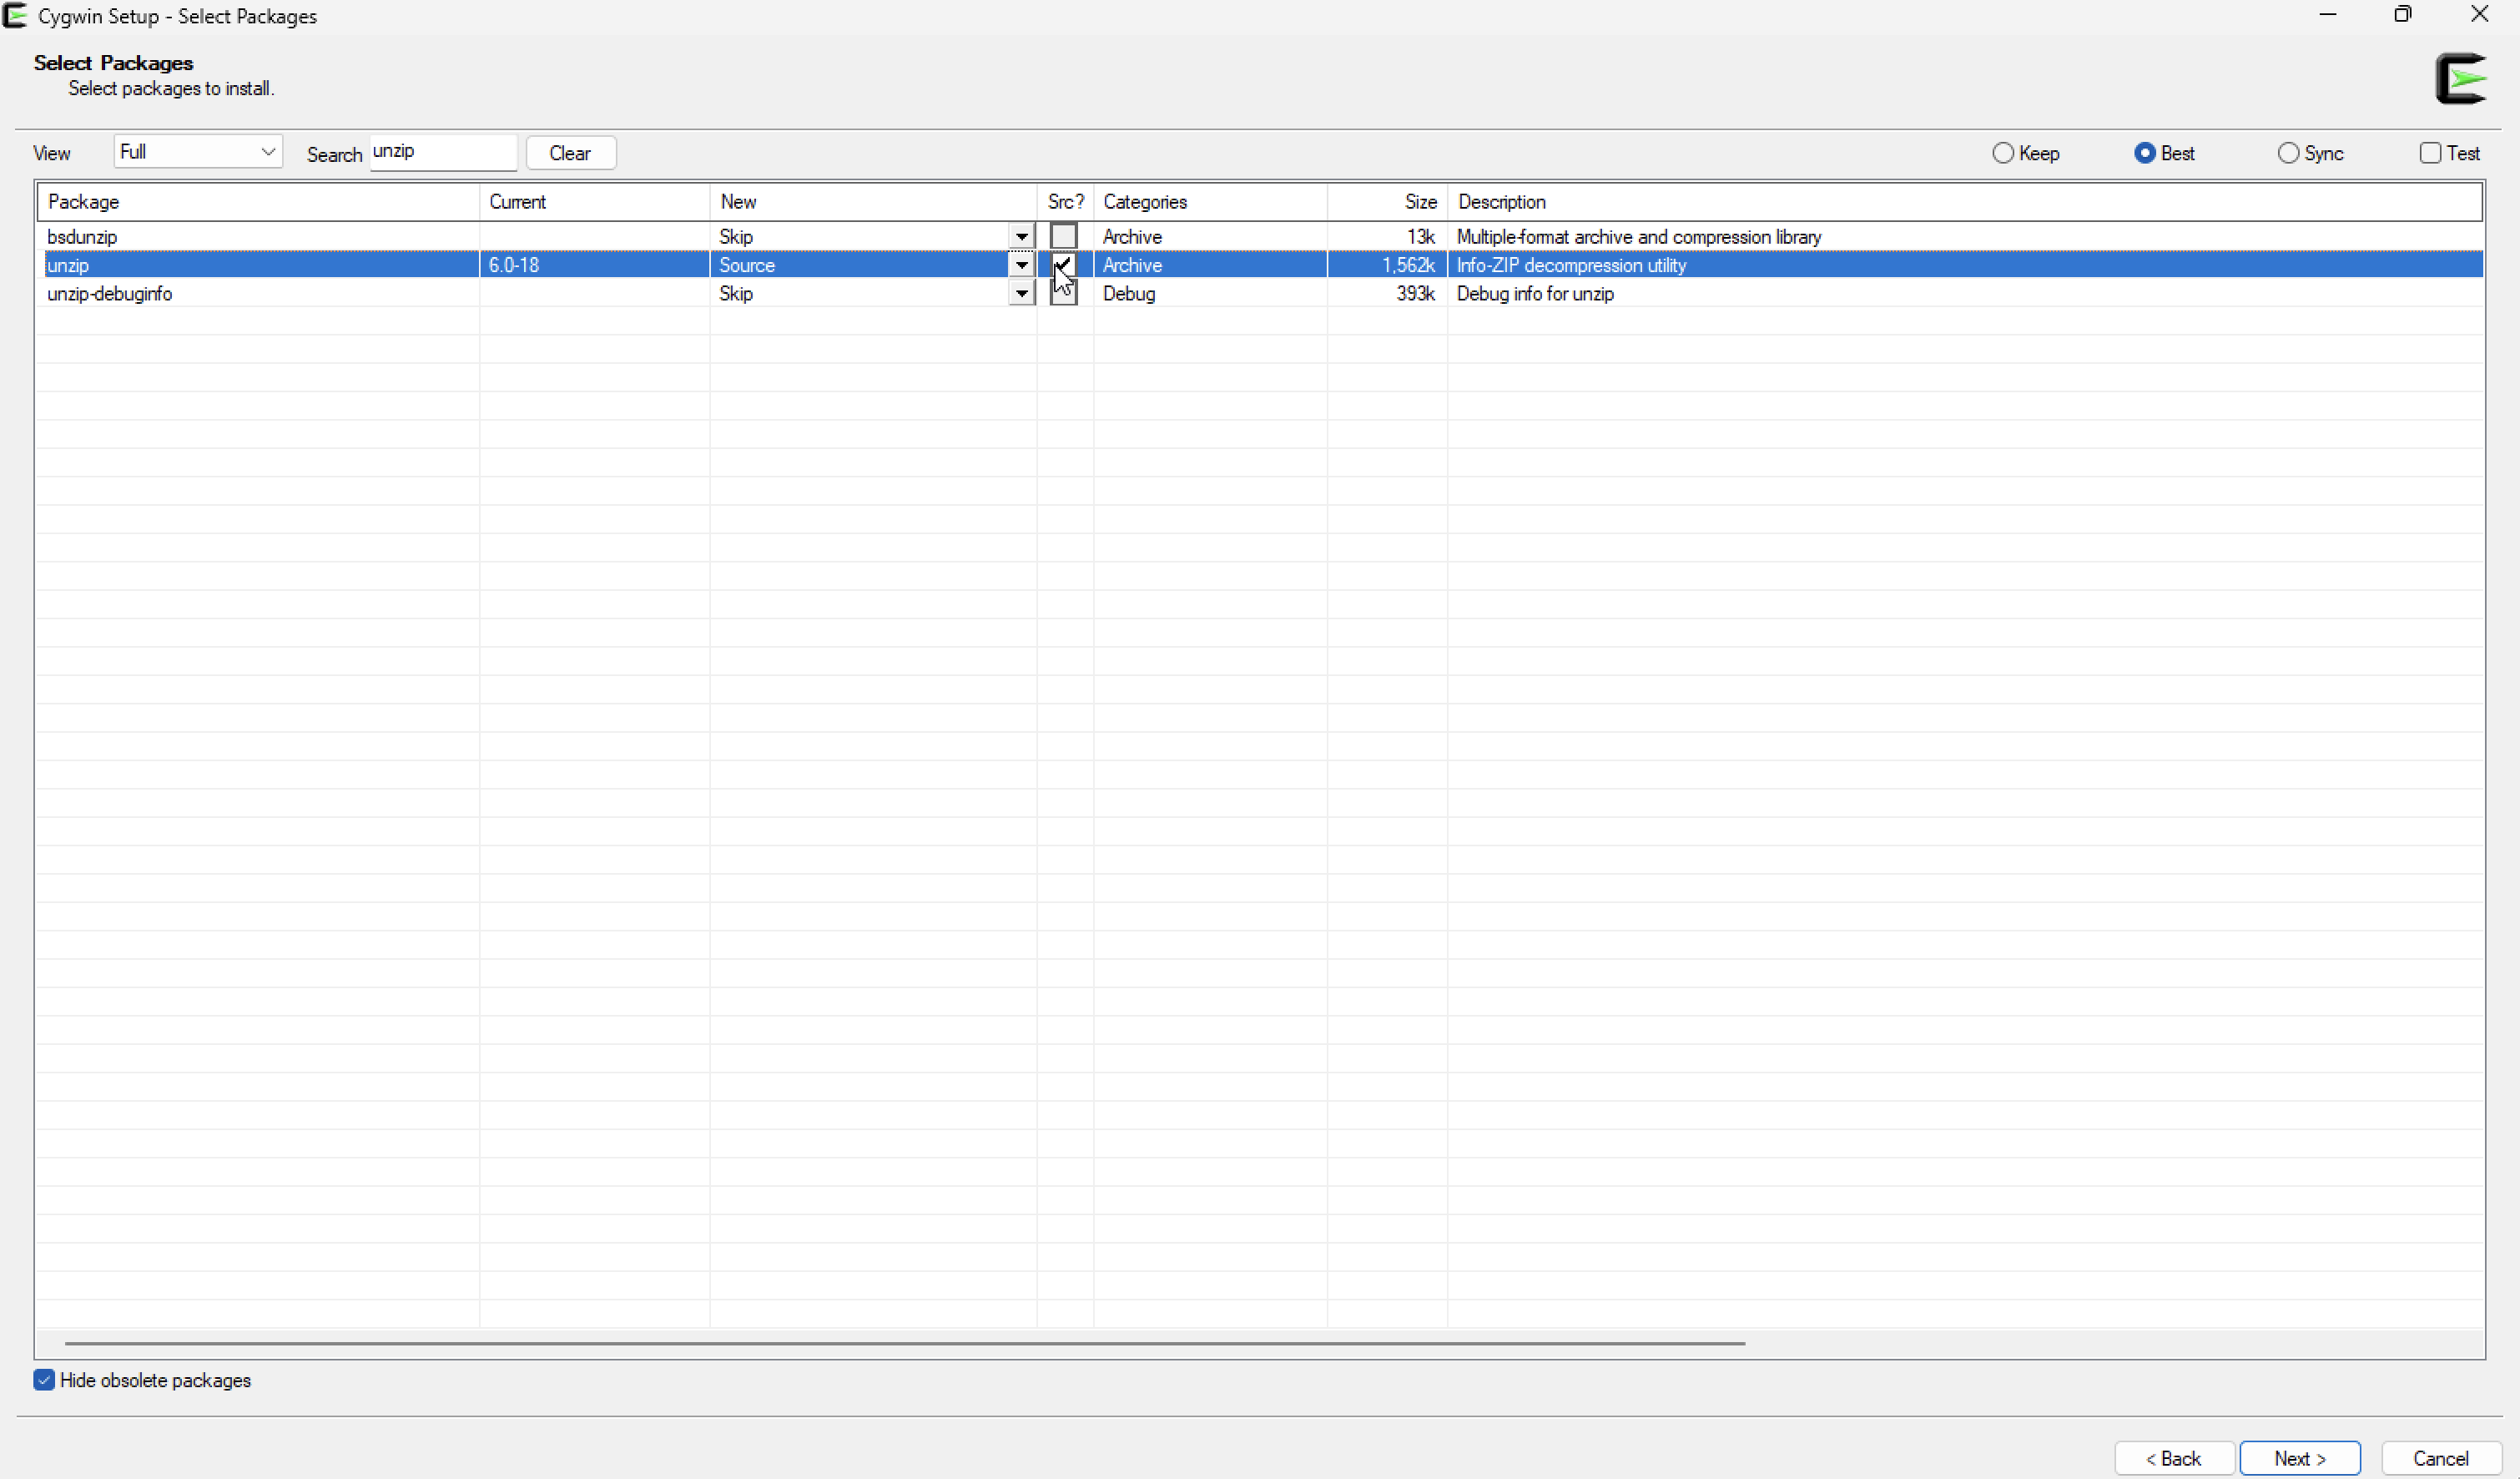 Cygwin Setup - Select Packages
Select Packages
Select packages to install.
View Full Search unzip Clear Keep Best Sync Test
Package Current New Src? Categories Size Description
bsdunzip Skip Archive 13k Multiple-format archive and compression library
unzip 6.0-18 Source Archive 1,562k Info-ZIP decompression utility
unzip-debuginfo Skip Debug 393k Debug info for unzip
Hide obsolete packages
< Back Next > Cancel